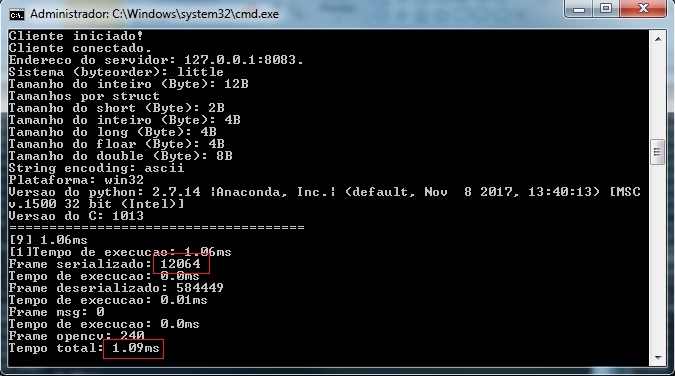 Administrador: C:\Windows\system32\cmd.exe
Cliente iniciado!
Cliente conectado.
Endereco do servidor: 127.0.0.1:8083.
Sistema (byteorder): little
Tamanho do inteiro (Byte): 12B
Tamanhos por struct
Tamanho do short (Byte): 2B
Tamanho do inteiro (Byte): 4B
Tamanho do long (Byte): 4B
Tamanho do floar (Byte): 4B
Tamanho do double (Byte): 8B
String encoding: ascii
Plataforma: win32
Versao do python: 2.7.14 |Anaconda, Inc.| (default, Nov  8 2017, 13:40:13) [MSC
v.1500 32 bit (Intel)]
Versao do C: 1013
=====================================
[9] 1.06ms
[1]Tempo de execucao: 1.06ms
Frame serializado: 12064
Tempo de execucao: 0.0ms
Frame deserializado: 584449
Tempo de execucao: 0.01ms
Frame msg: 0
Tempo de execucao: 0.0ms
Frame opencv: 240
Tempo total: 1.09ms